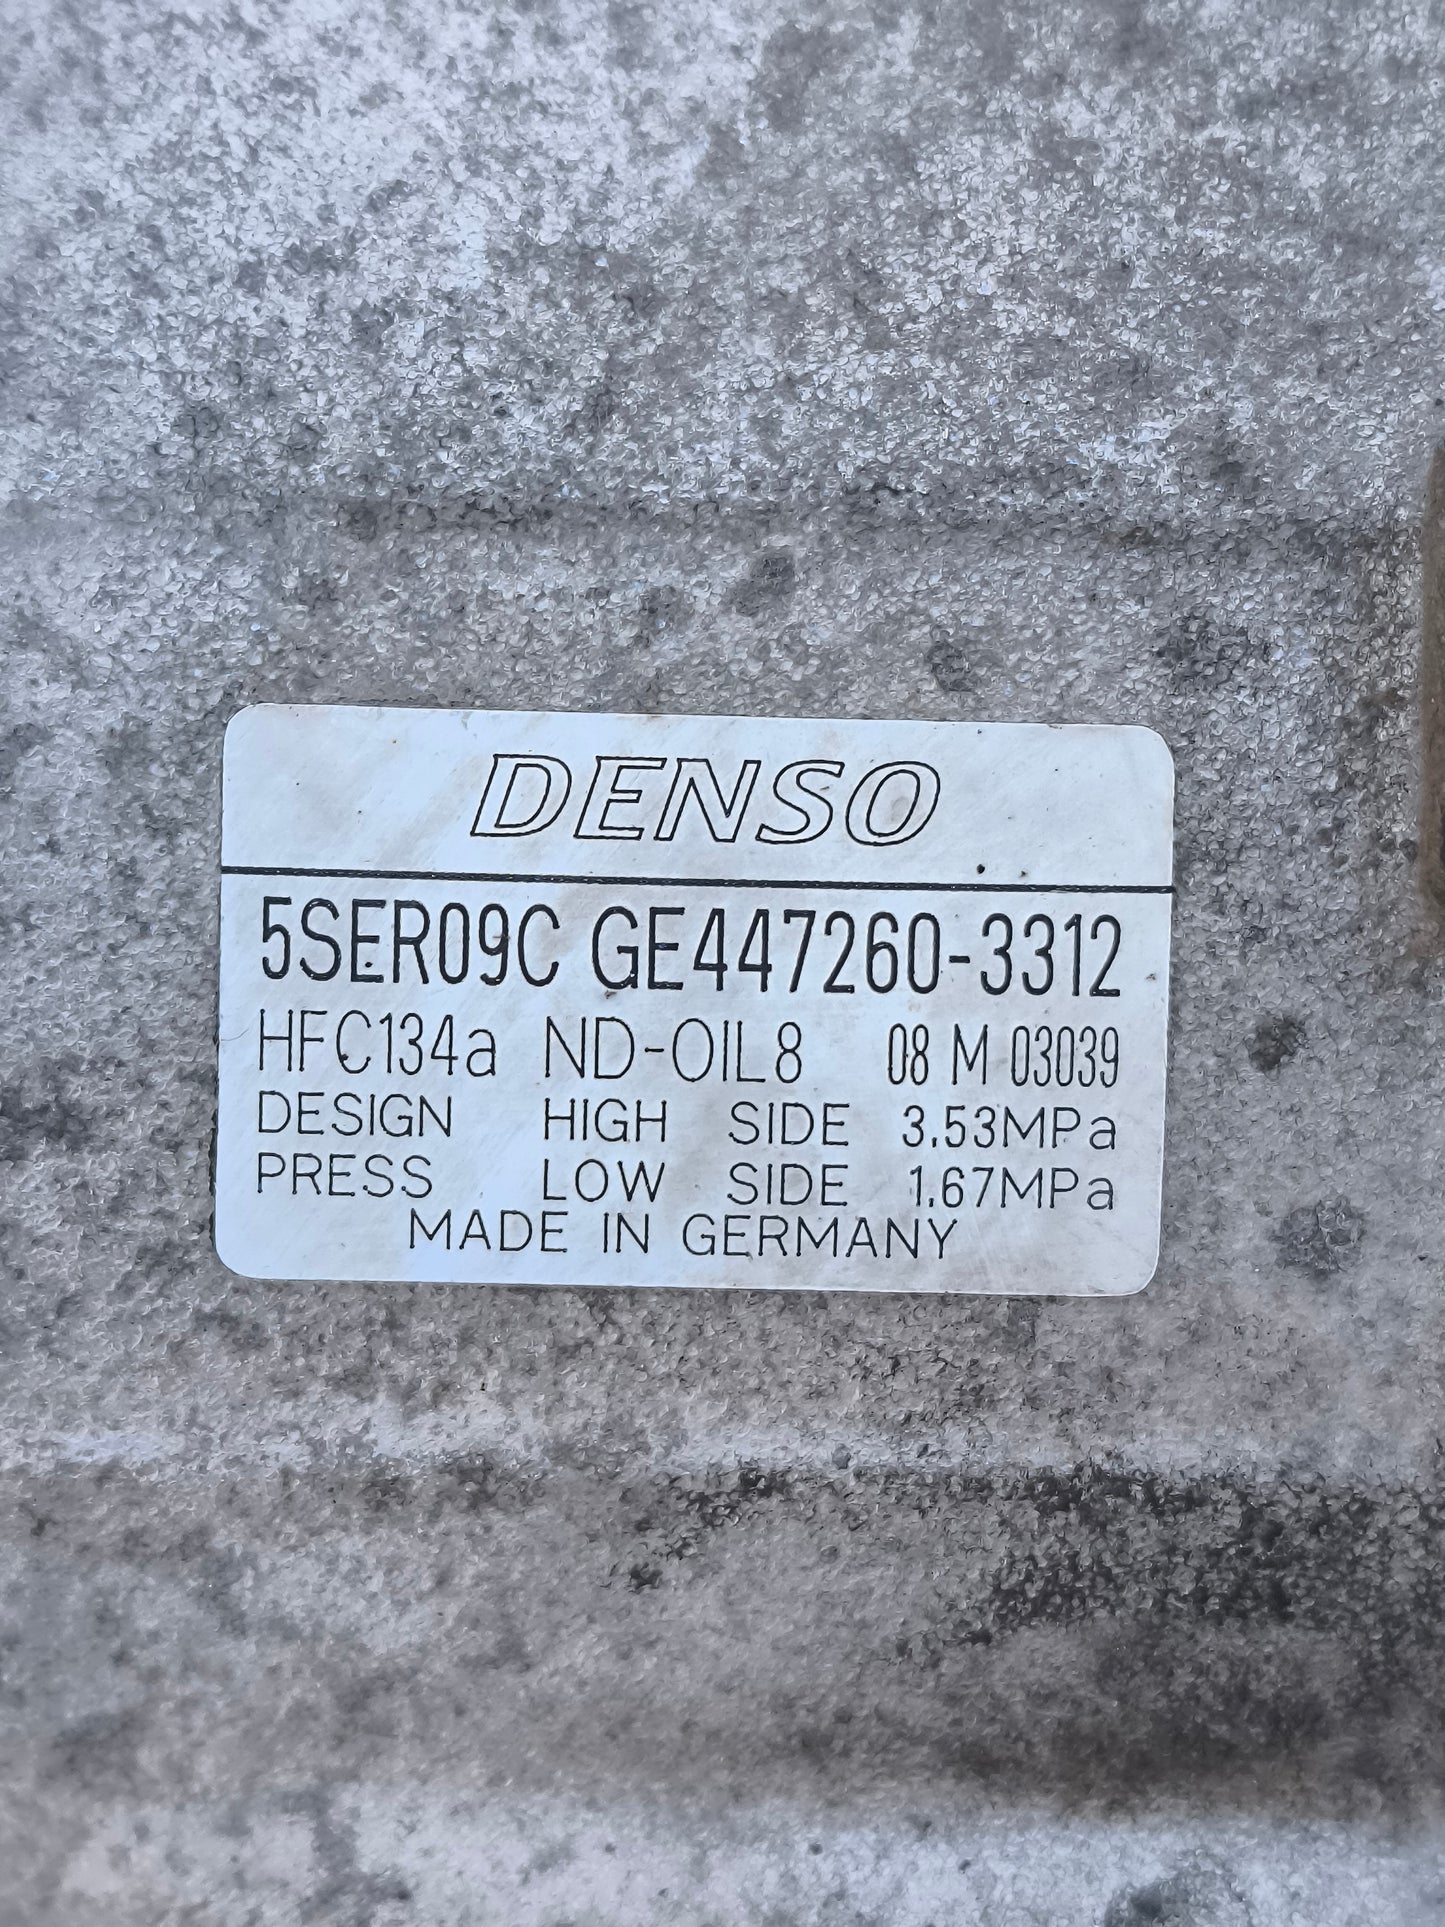 DENSO
5SER09C GE447260-3312
HFC134a ND-OIL8 08 M 03039
DESIGN HIGH SIDE 3.53MPa
PRESS LOW SIDE 1.67MPa
MADE IN GERMANY